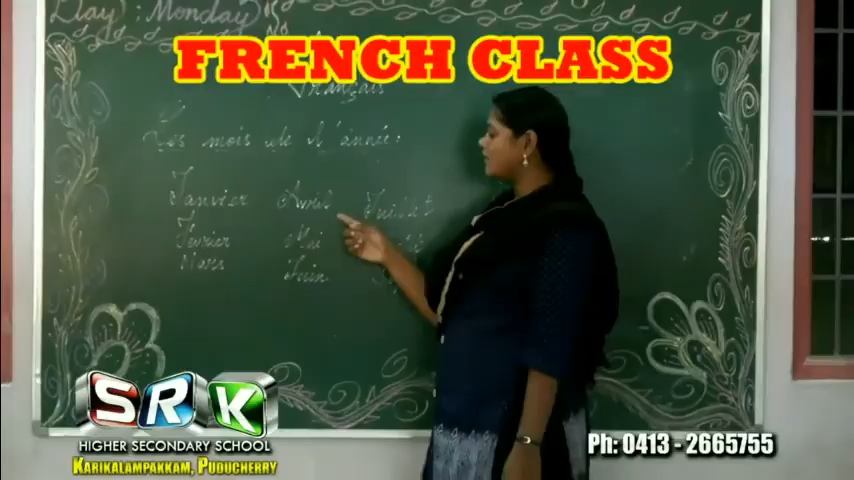 Day : Monday
FRENCH CLASS
Français
Les mois de l'année:
Janvier Avril Juillet
Fevrier Mai
Mars Juin
SRK
HIGHER SECONDARY SCHOOL
KARIKALAMPAKKAM, PUDUCHERRY
Ph: 0413 - 2665755